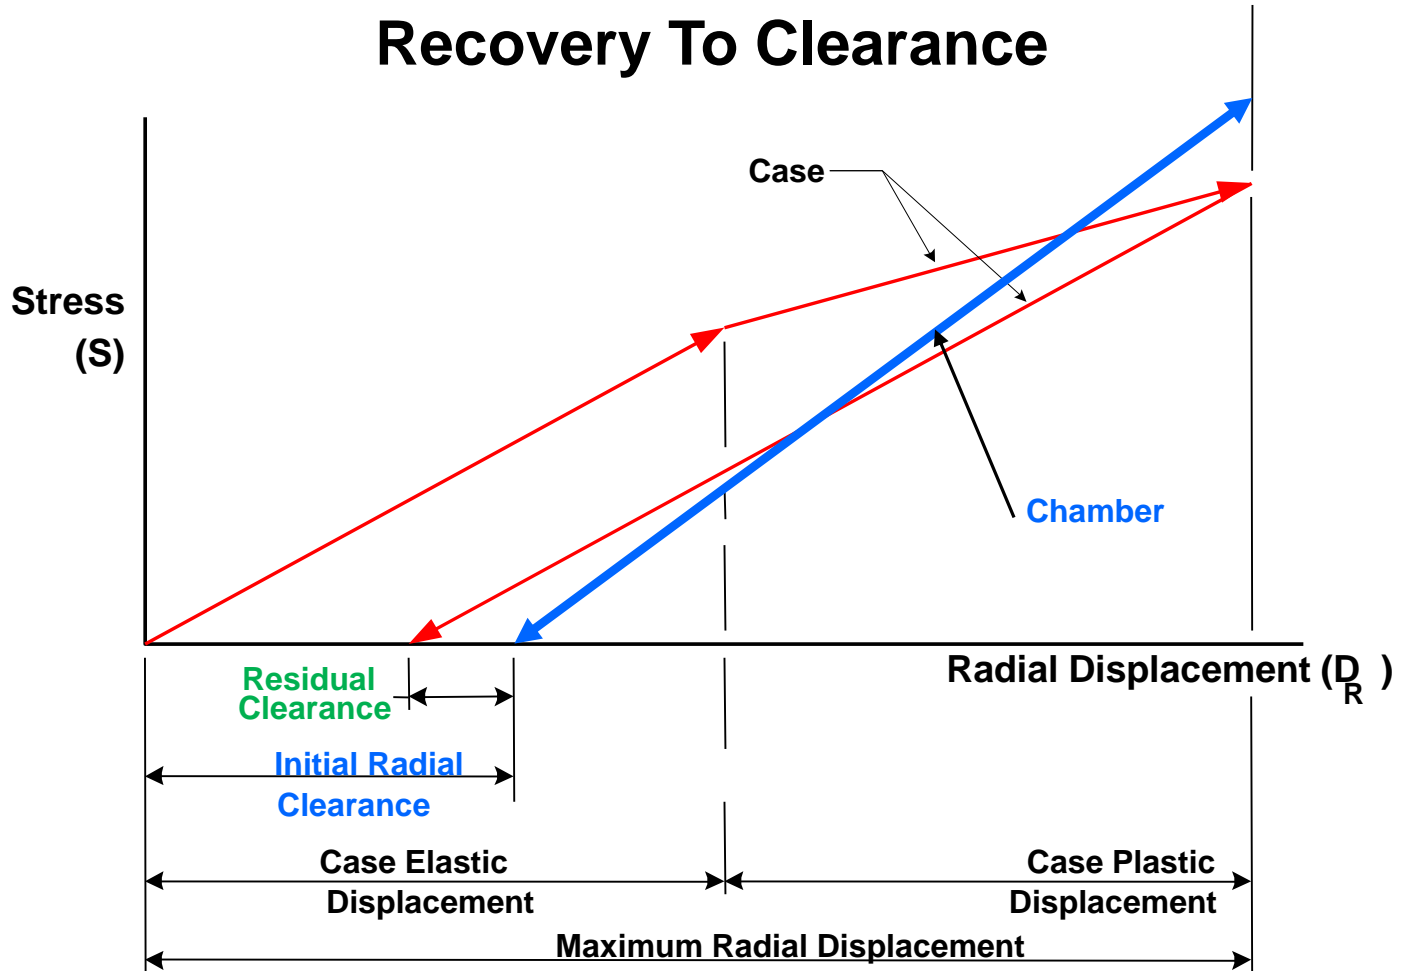 Recovery To Clearance
Case
Stress
(S)
Chamber
Radial Displacement (D
R
)
Residual
Clearance
Initial Radial
Clearance
Case Elastic
Displacement
Case Plastic
Displacement
Maximum Radial Displacement